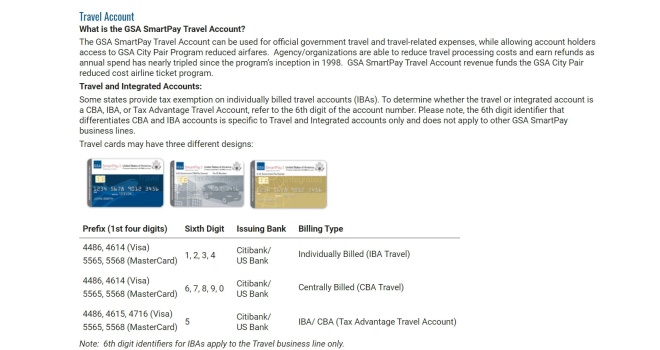 Travel Account
What is the GSA SmartPay Travel Account?
The GSA SmartPay Travel Account can be used for official government travel and travel-related expenses, while allowing account holders
access to GSA City Pair Program reduced airfares. Agency/organizations are able to reduce travel processing costs and earn refunds as
annual spend has nearly tripled since the program's inception in 1998. GSA SmartPay Travel Account revenue funds the GSA City Pair
reduced cost airline ticket program.
Travel and Integrated Accounts:
Some states provide tax exemption on individually billed travel accounts (IBAs). To determine whether the travel or integrated account is
a CBA, IBA, or Tax Advantage Travel Account, refer to the 6th digit of the account number. Please note, the 6th digit identifier that
differentiates CBA and IBA accounts is specific to Travel and Integrated accounts only and does not apply to other GSA SmartPay
business lines.
Travel cards may have three different designs:
Prefix (1st four digits) Sixth Digit Issuing Bank Billing Type
4486, 4614 (Visa)
5565, 5568 (MasterCard) 1, 2, 3, 4 Citibank/
US Bank Individually Billed (IBA Travel)
4486, 4614 (Visa)
5565, 5568 (MasterCard) 6, 7, 8, 9, 0 Citibank/
US Bank Centrally Billed (CBA Travel)
4486, 4615, 4716 (Visa)
5565, 5568 (MasterCard) 5 Citibank/
US Bank IBA/ CBA (Tax Advantage Travel Account)
Note: 6th digit identifiers for IBAs apply to the Travel business line only.